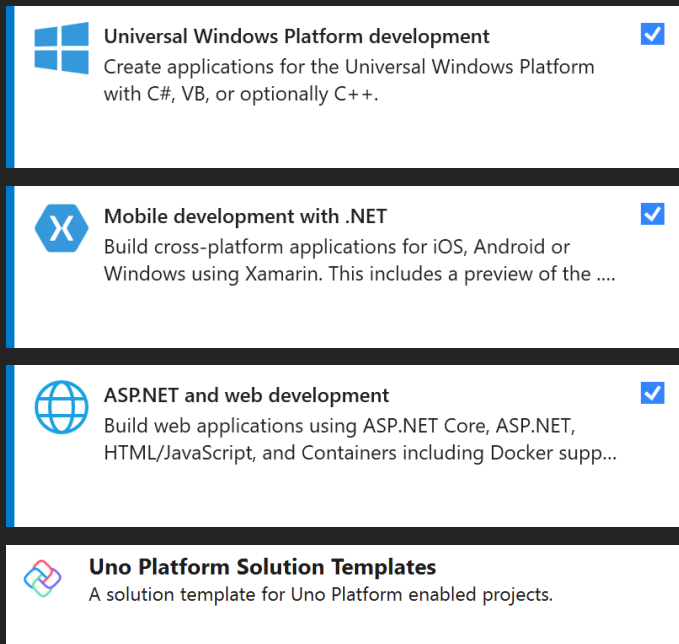 Universal Windows Platform development
Create applications for the Universal Windows Platform
with C#, VB, or optionally C++.
Mobile development with .NET
Build cross-platform applications for iOS, Android or
Windows using Xamarin. This includes a preview of the ....
ASP.NET and web development
Build web applications using ASP.NET Core, ASP.NET,
HTML/JavaScript, and Containers including Docker supp...
Uno Platform Solution Templates
A solution template for Uno Platform enabled projects.